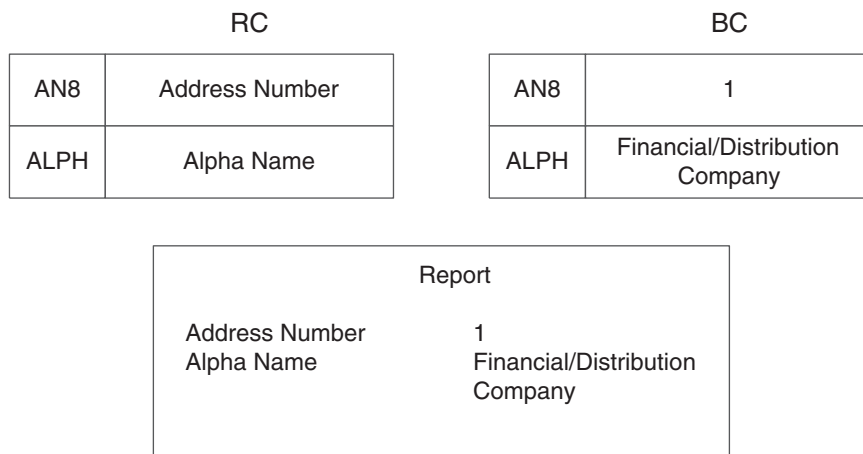 RC
BC
AN8 Address Number
AN8 1
ALPH Alpha Name
ALPH Financial/Distribution
Company
Report
Address Number 1
Alpha Name Financial/Distribution
Company